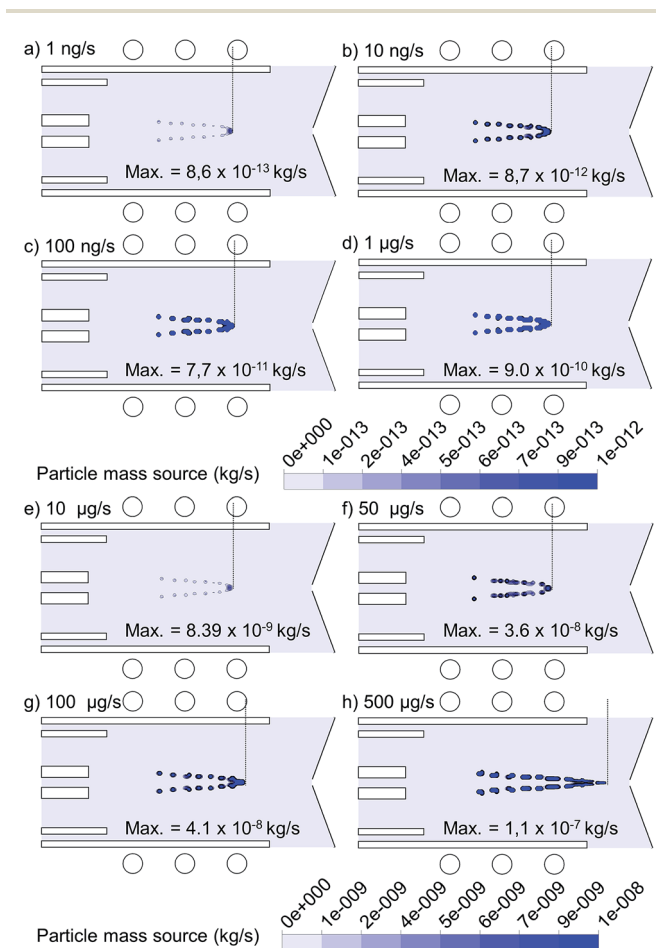 a) 1 ng/s
b) 10 ng/s
Max. = 8,6 x 10-13 kg/s
Max. = 8,7 x 10-12 kg/s
c) 100 ng/s
d) 1 µg/s
Max. = 7,7 x 10-11 kg/s
Max. = 9.0 x 10-10 kg/s
Particle mass source (kg/s)
0e+000
1e-013
2e-013
4e-013
5e-013
6e-013
7e-013
9e-013
1e-012
e) 10 µg/s
f) 50 µg/s
Max. = 8.39 x 10-9 kg/s
Max. = 3.6 x 10-8 kg/s
g) 100 µg/s
h) 500 µg/s
Max. = 4.1 x 10-8 kg/s
Max. = 1,1 x 10-7 kg/s
Particle mass source (kg/s)
0e+000
1e-009
2e-009
4e-009
5e-009
6e-009
7e-009
9e-009
1e-008